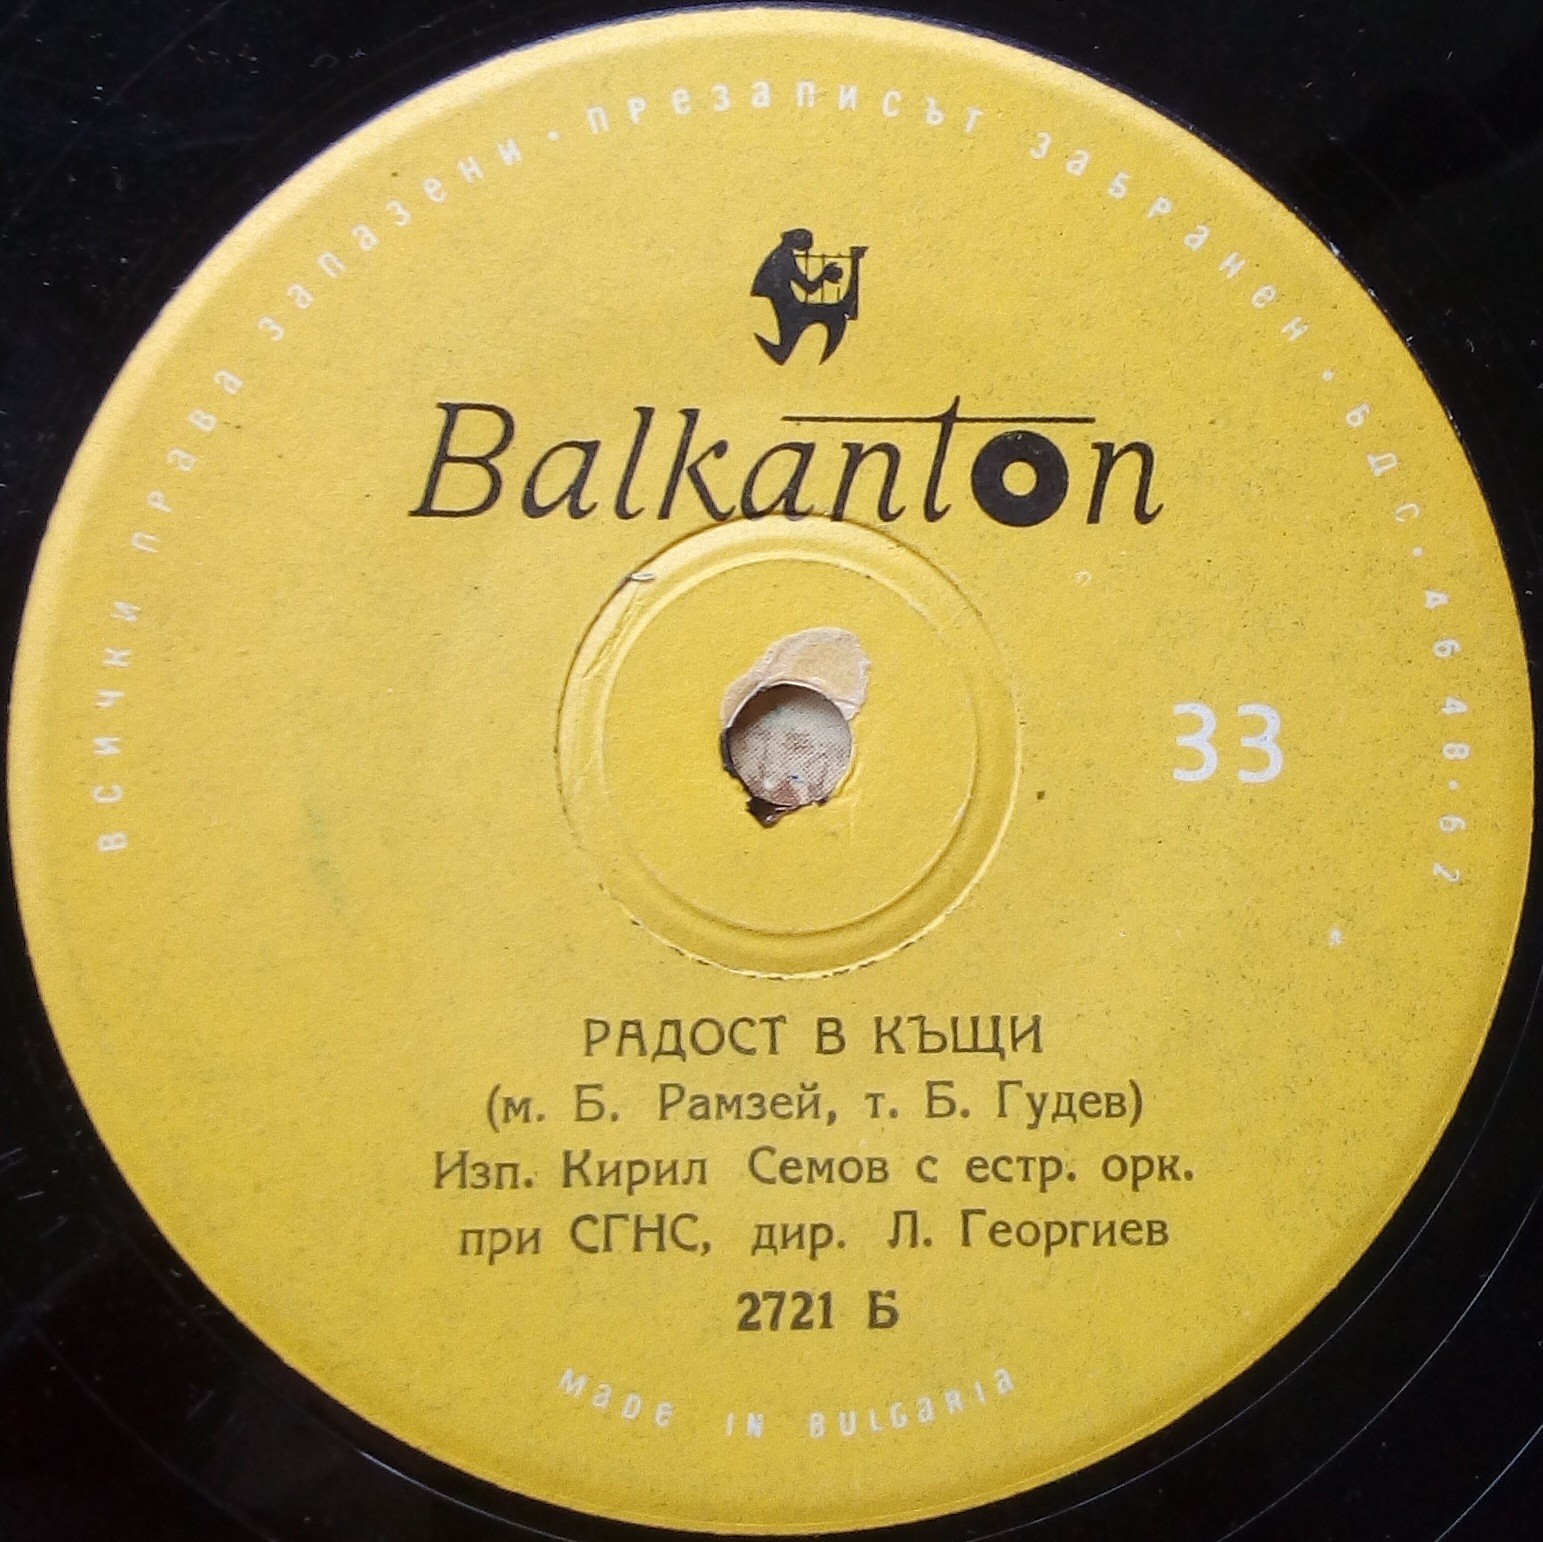 всички права запазени · презаписът забранен · бдс · 4648·62
Balkanton
33
РАДОСТ В КЪЩИ
(м. Б. Рамзей, т. Б. Гудев)
Изп. Кирил Семов с естр. орк.
при СГНС, дир. Л. Георгиев
2721 Б
MADE IN BULGARIA